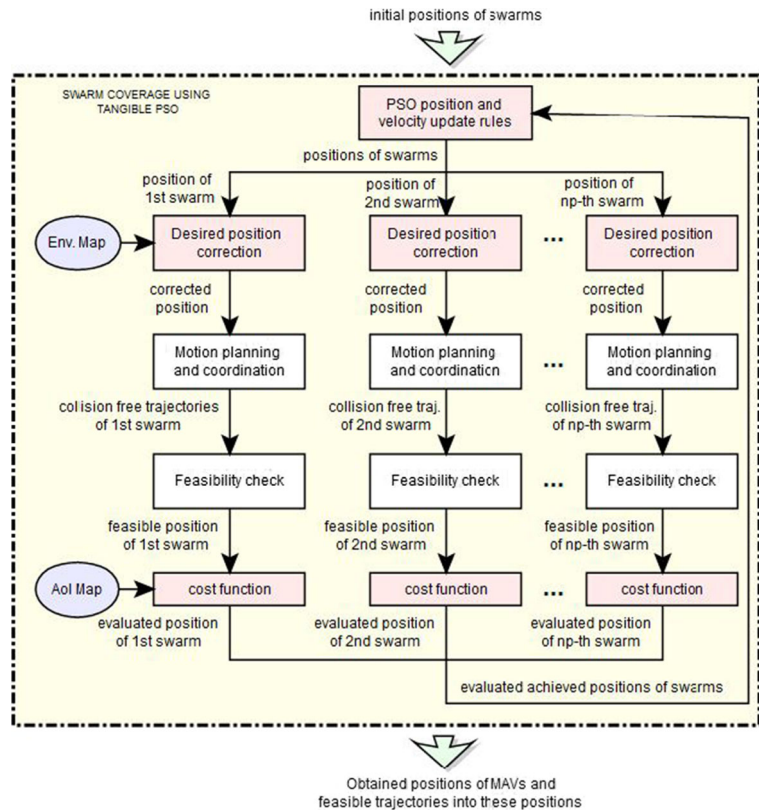 initial positions of swarms
SWARM COVERAGE USING
TANGIBLE PSO
PSO position and
velocity update rules
positions of swarms
position of
1st swarm
position of
2nd swarm
position of
np-th swarm
Env. Map
Desired position
correction
Desired position
correction
...
Desired position
correction
corrected
position
corrected
position
corrected
position
Motion planning
and coordination
Motion planning
and coordination
...
Motion planning
and coordination
collision free trajectories
of 1st swarm
collision free traj.
of 2nd swarm
collision free traj.
of np-th swarm
Feasibility check
Feasibility check
...
Feasibility check
feasible position
of 1st swarm
feasible position
of 2nd swarm
feasible position
of np-th swarm
AoI Map
cost function
cost function
...
cost function
evaluated position
of 1st swarm
evaluated position
of 2nd swarm
evaluated position
of np-th swarm
evaluated achieved positions of swarms
Obtained positions of MAVs and
feasible trajectories into these positions